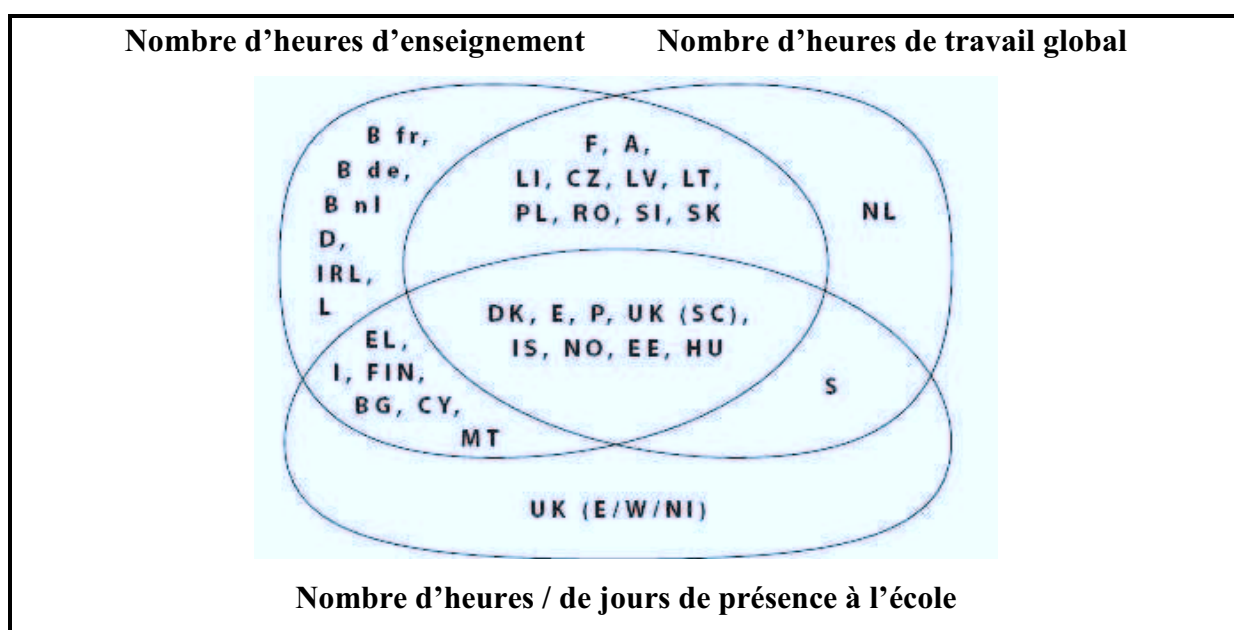 Nombre d’heures d’enseignement Nombre d’heures de travail global
B fr,
B de,
B nl
D,
IRL,
L
F, A,
LI, CZ, LV, LT,
PL, RO, SI, SK
NL
DK, E, P, UK (SC),
IS, NO, EE, HU
EL,
I, FIN,
BG, CY,
MT
S
UK (E/W/NI)
Nombre d’heures / de jours de présence à l’école